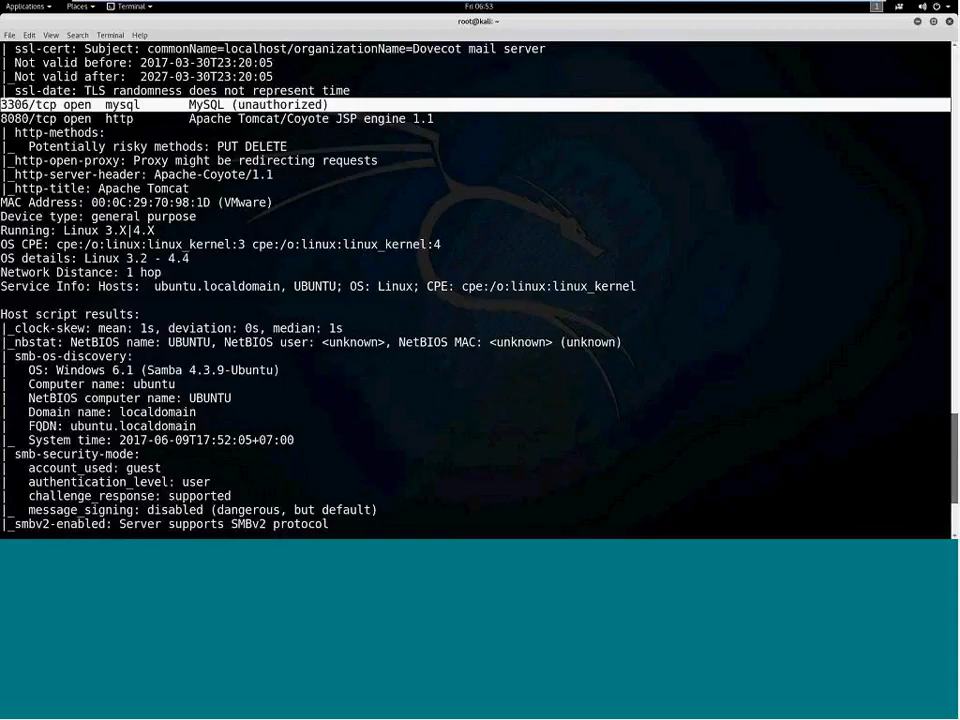 Applications Places Terminal Fri 06:53 1
root@kali: ~
File Edit View Search Terminal Help
| ssl-cert: Subject: commonName=localhost/organizationName=Dovecot mail server
| Not valid before: 2017-03-30T23:20:05
|_Not valid after:  2027-03-30T23:20:05
|_ssl-date: TLS randomness does not represent time
3306/tcp open  mysql       MySQL (unauthorized)
8080/tcp open  http        Apache Tomcat/Coyote JSP engine 1.1
| http-methods:
|_  Potentially risky methods: PUT DELETE
|_http-open-proxy: Proxy might be redirecting requests
|_http-server-header: Apache-Coyote/1.1
|_http-title: Apache Tomcat
MAC Address: 00:0C:29:70:98:1D (VMware)
Device type: general purpose
Running: Linux 3.X|4.X
OS CPE: cpe:/o:linux:linux_kernel:3 cpe:/o:linux:linux_kernel:4
OS details: Linux 3.2 - 4.4
Network Distance: 1 hop
Service Info: Hosts:  ubuntu.localdomain, UBUNTU; OS: Linux; CPE: cpe:/o:linux:linux_kernel
Host script results:
|_clock-skew: mean: 1s, deviation: 0s, median: 1s
|_nbstat: NetBIOS name: UBUNTU, NetBIOS user: <unknown>, NetBIOS MAC: <unknown> (unknown)
| smb-os-discovery:
|   OS: Windows 6.1 (Samba 4.3.9-Ubuntu)
|   Computer name: ubuntu
|   NetBIOS computer name: UBUNTU
|   Domain name: localdomain
|   FQDN: ubuntu.localdomain
|_  System time: 2017-06-09T17:52:05+07:00
| smb-security-mode:
|   account_used: guest
|   authentication_level: user
|   challenge_response: supported
|_  message_signing: disabled (dangerous, but default)
|_smbv2-enabled: Server supports SMBv2 protocol